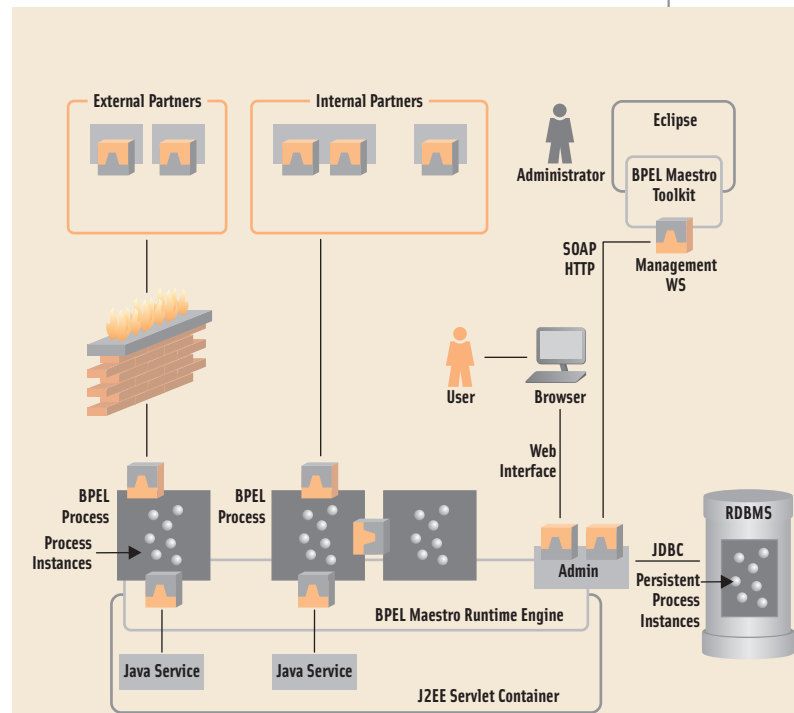 External Partners
Internal Partners
Administrator
Eclipse
BPEL Maestro
Toolkit
SOAP
HTTP
Management
WS
User
Browser
Web
Interface
BPEL
Process
Process
Instances
BPEL
Process
Admin
JDBC
RDBMS
Persistent
Process
Instances
BPEL Maestro Runtime Engine
Java Service
Java Service
J2EE Servlet Container